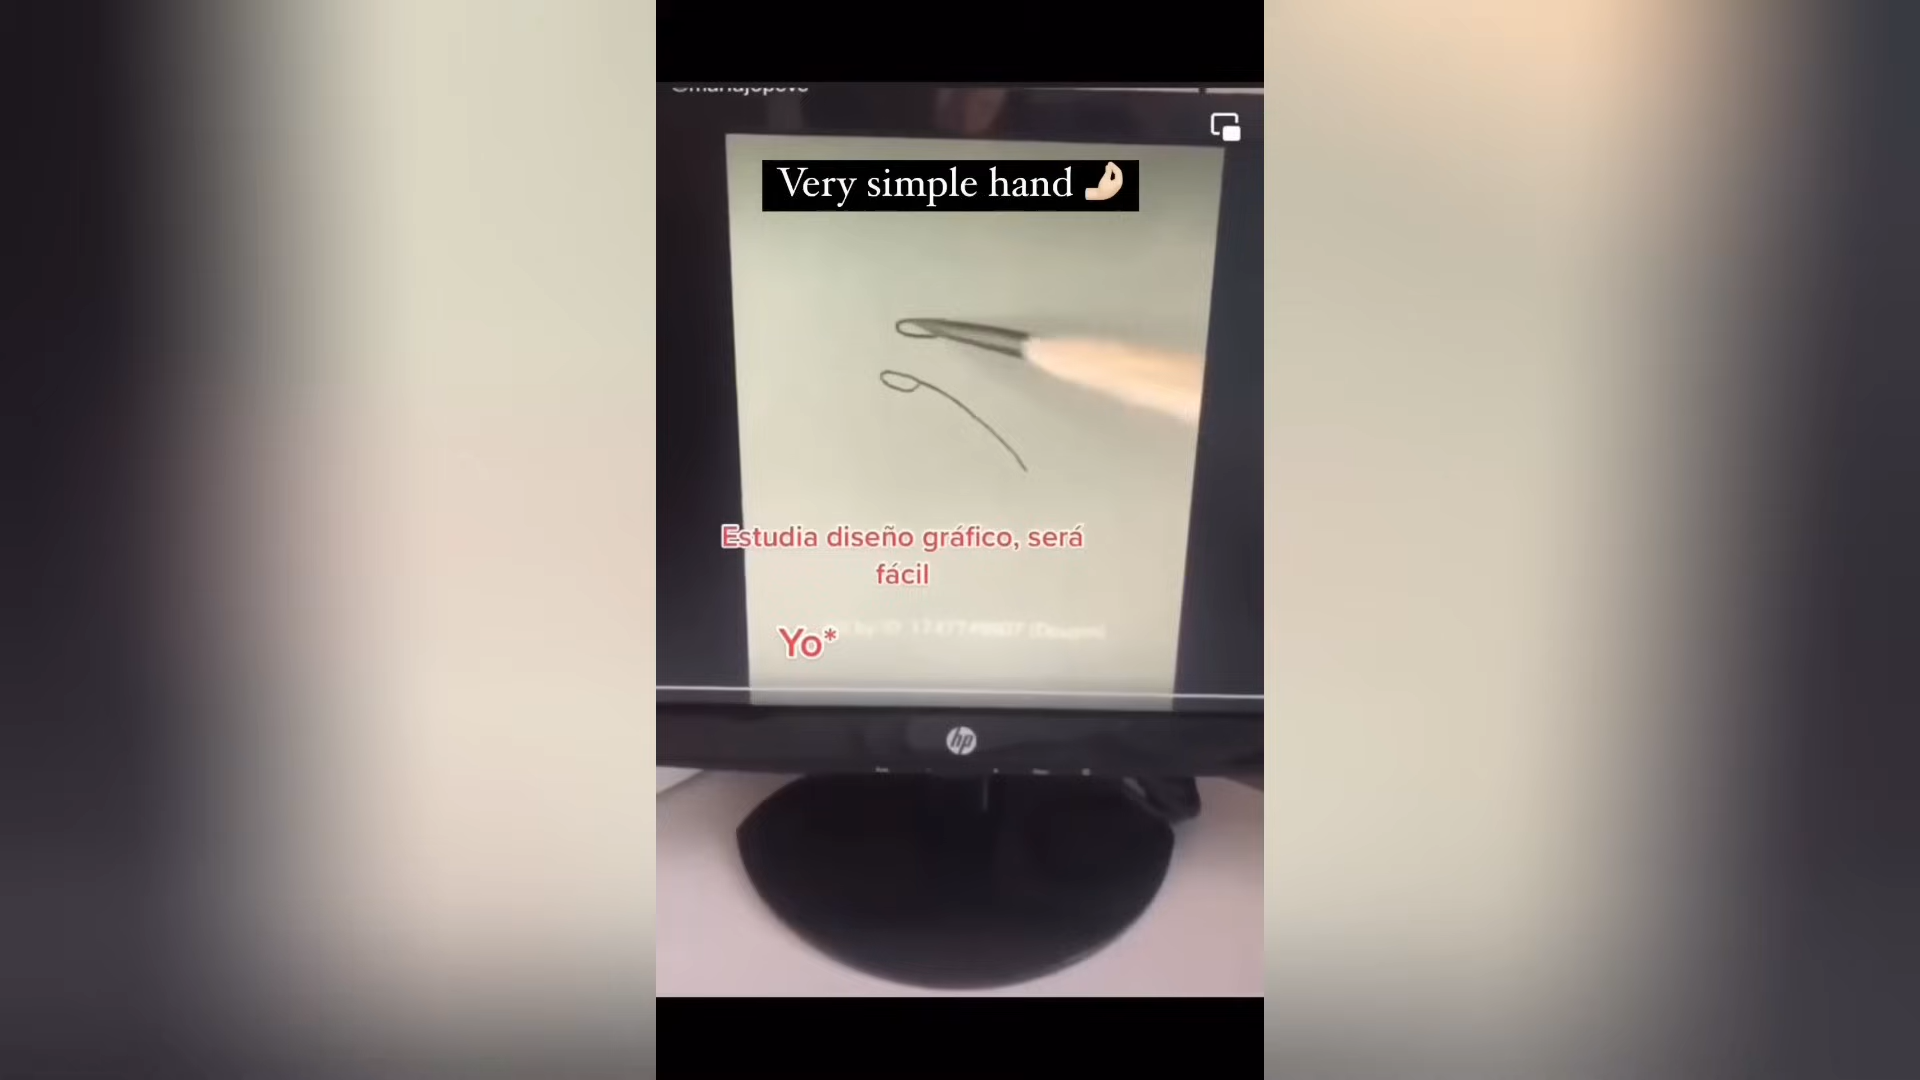 Very simple hand 🤌🏻
Estudia diseño gráfico, será
fácil
Yo*
hp